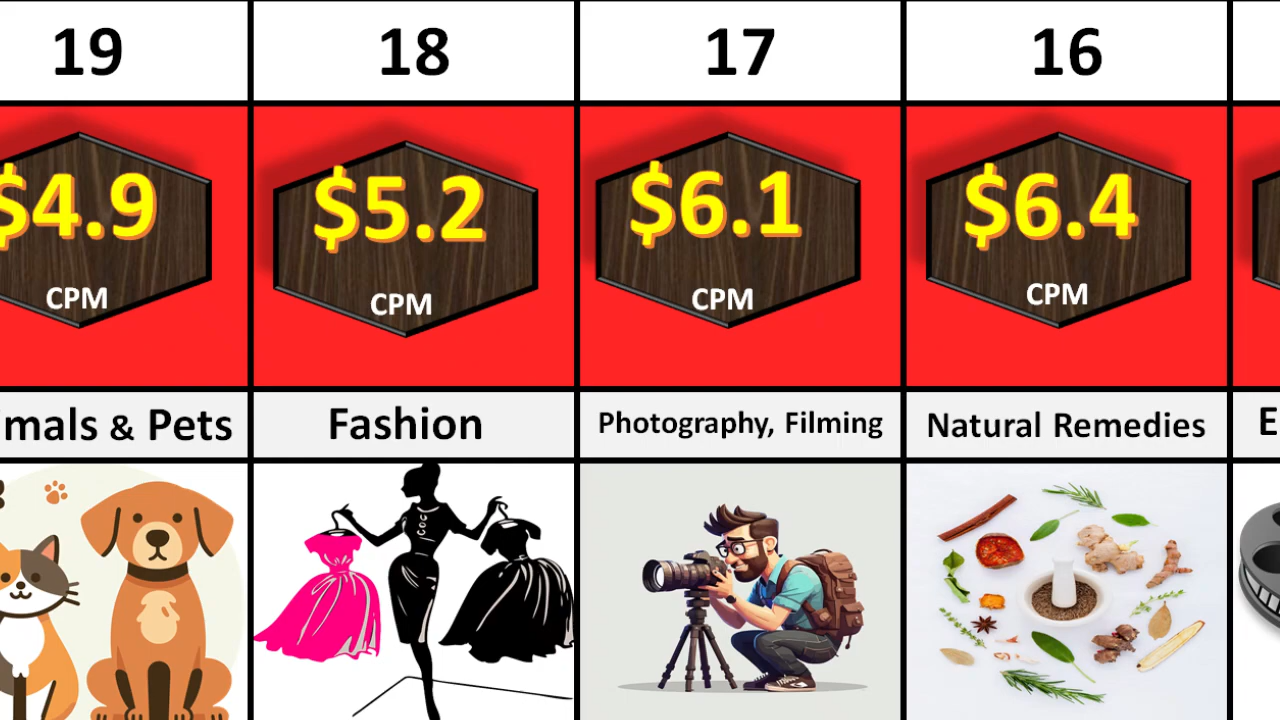 19
18
17
16
$4.9
$5.2
$6.1
$6.4
CPM
CPM
CPM
CPM
& Pets
Fashion
Photography, Filming
Natural Remedies